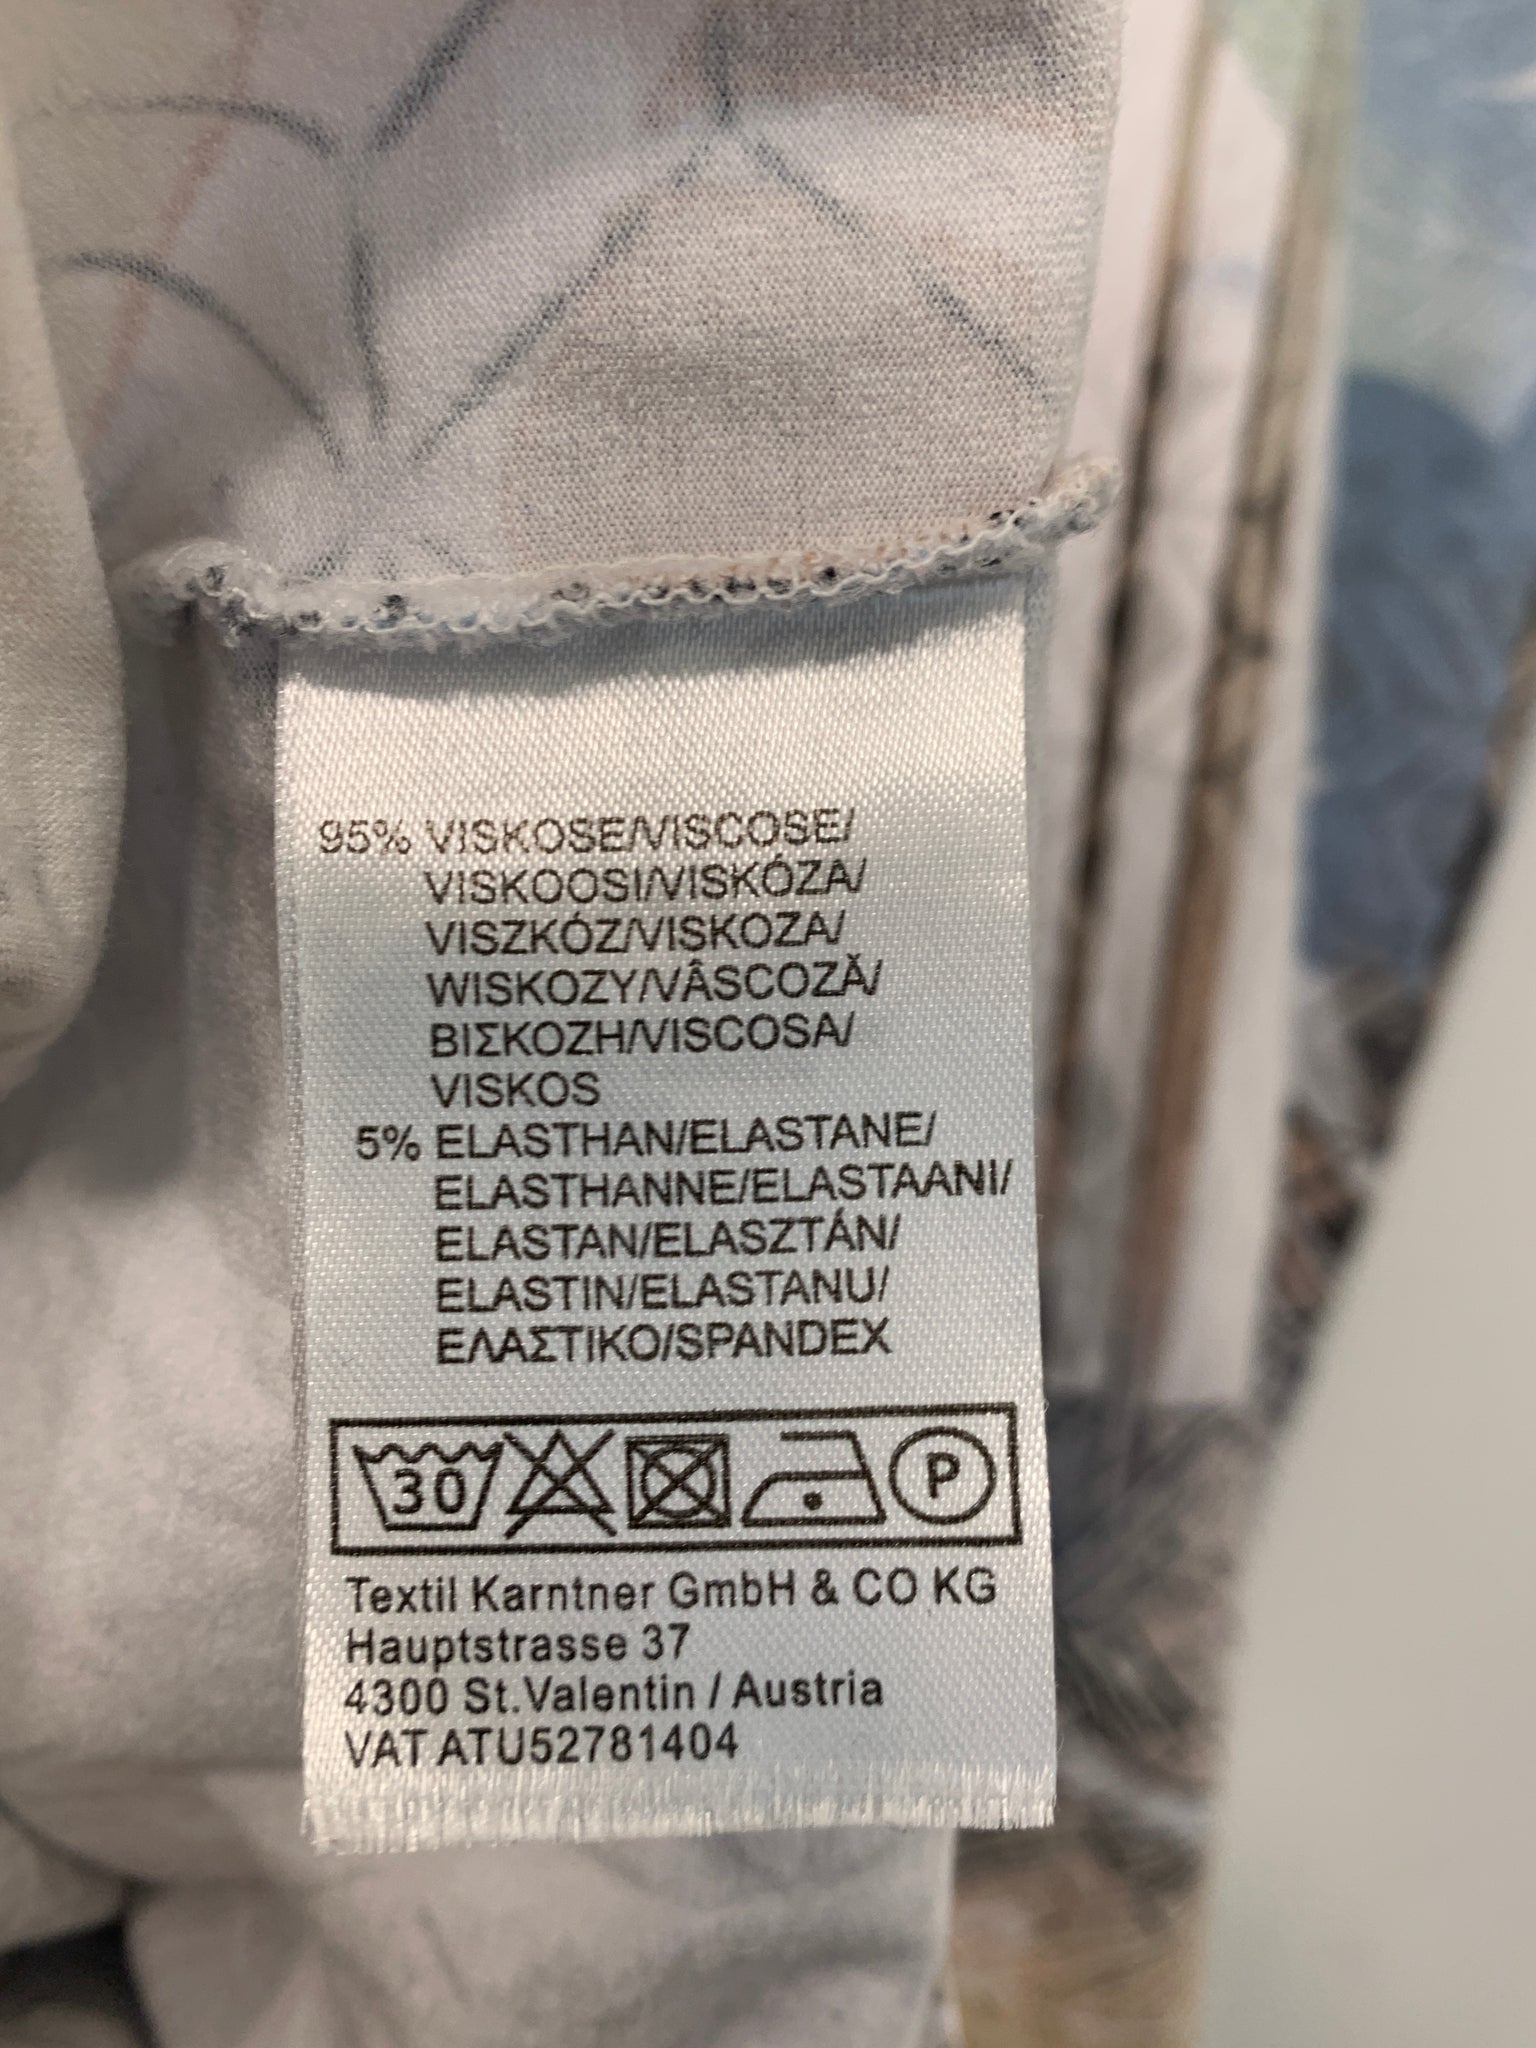 95% VISKOSE/VISCOSE/
VISKOOSI/VISKÓZA/
VISZKÓZ/VISKOZA/
WISKOZY/VÂSCOZĂ/
ΒΙΣΚΟΖΗ/VISCOSA/
VISKOS
5% ELASTHAN/ELASTANE/
ELASTHANNE/ELASTAANI/
ELASTAN/ELASZTÁN/
ELASTIN/ELASTANU/
ΕΛΑΣΤΙΚΟ/SPANDEX
30 P
Textil Karntner GmbH & CO KG
Hauptstrasse 37
4300 St.Valentin / Austria
VAT ATU52781404